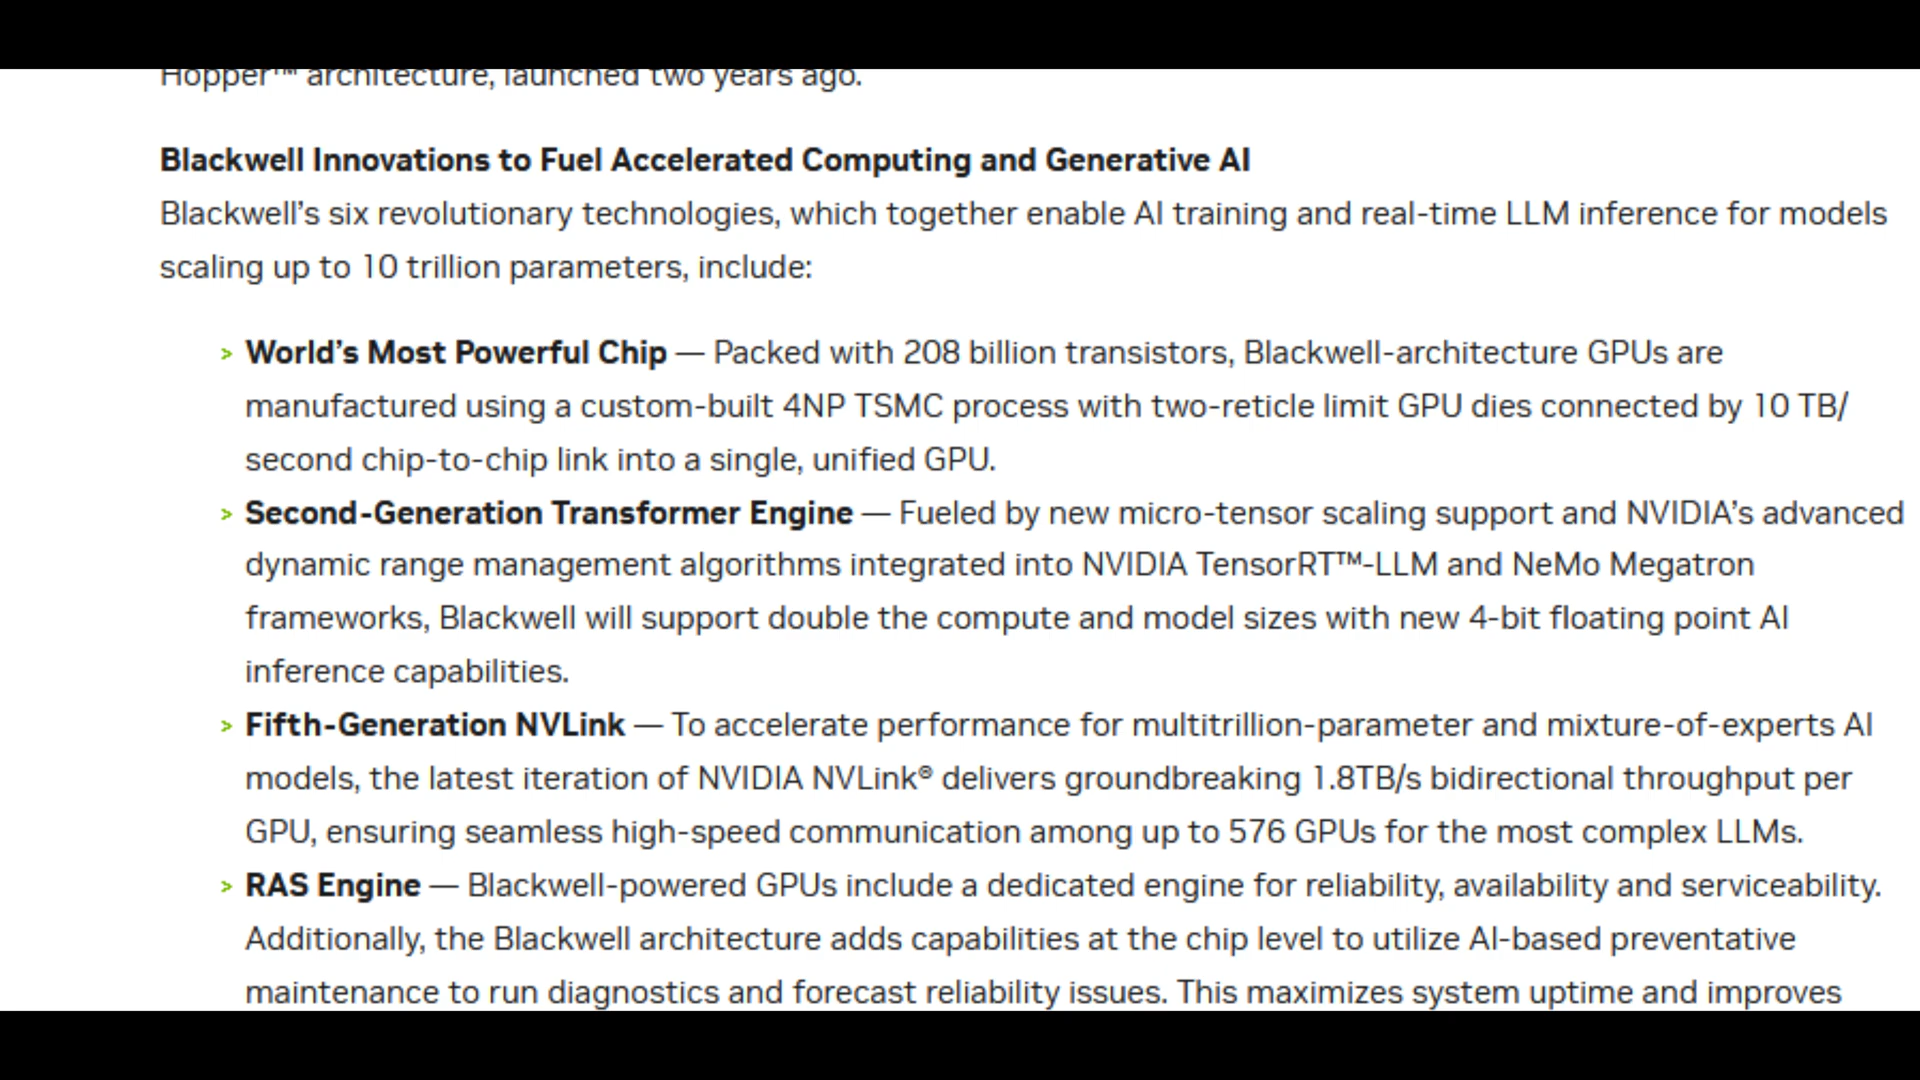 Hopper™ architecture, launched two years ago.
Blackwell Innovations to Fuel Accelerated Computing and Generative AI
Blackwell’s six revolutionary technologies, which together enable AI training and real-time LLM inference for models
scaling up to 10 trillion parameters, include:
> World’s Most Powerful Chip — Packed with 208 billion transistors, Blackwell-architecture GPUs are
manufactured using a custom-built 4NP TSMC process with two-reticle limit GPU dies connected by 10 TB/
second chip-to-chip link into a single, unified GPU.
> Second-Generation Transformer Engine — Fueled by new micro-tensor scaling support and NVIDIA’s advanced
dynamic range management algorithms integrated into NVIDIA TensorRT™-LLM and NeMo Megatron
frameworks, Blackwell will support double the compute and model sizes with new 4-bit floating point AI
inference capabilities.
> Fifth-Generation NVLink — To accelerate performance for multitrillion-parameter and mixture-of-experts AI
models, the latest iteration of NVIDIA NVLink® delivers groundbreaking 1.8TB/s bidirectional throughput per
GPU, ensuring seamless high-speed communication among up to 576 GPUs for the most complex LLMs.
> RAS Engine — Blackwell-powered GPUs include a dedicated engine for reliability, availability and serviceability.
Additionally, the Blackwell architecture adds capabilities at the chip level to utilize AI-based preventative
maintenance to run diagnostics and forecast reliability issues. This maximizes system uptime and improves